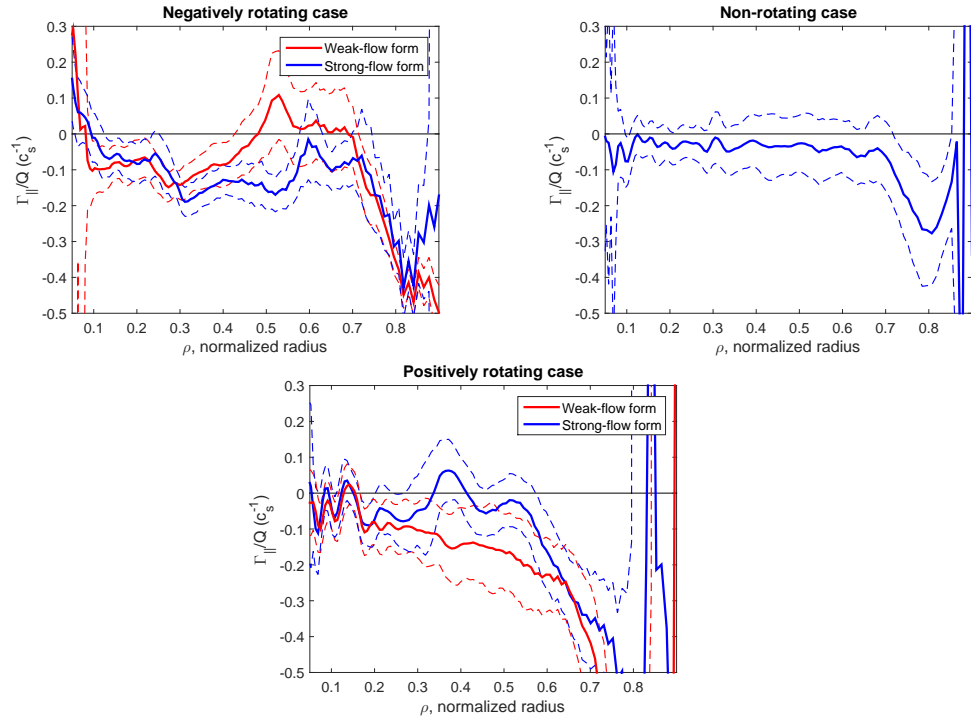 Negatively rotating case
0.3
0.2
0.1
0
-0.1
-0.2
-0.3
-0.4
-0.5
Γ||/Q (c_s^-1)
Weak-flow form
Strong-flow form
0.1 0.2 0.3 0.4 0.5 0.6 0.7 0.8
ρ, normalized radius
Non-rotating case
0.3
0.2
0.1
0
-0.1
-0.2
-0.3
-0.4
-0.5
Γ||/Q (c_s^-1)
0.1 0.2 0.3 0.4 0.5 0.6 0.7 0.8
ρ, normalized radius
Positively rotating case
0.3
0.2
0.1
0
-0.1
-0.2
-0.3
-0.4
-0.5
Γ||/Q (c_s^-1)
Weak-flow form
Strong-flow form
0.1 0.2 0.3 0.4 0.5 0.6 0.7 0.8
ρ, normalized radius